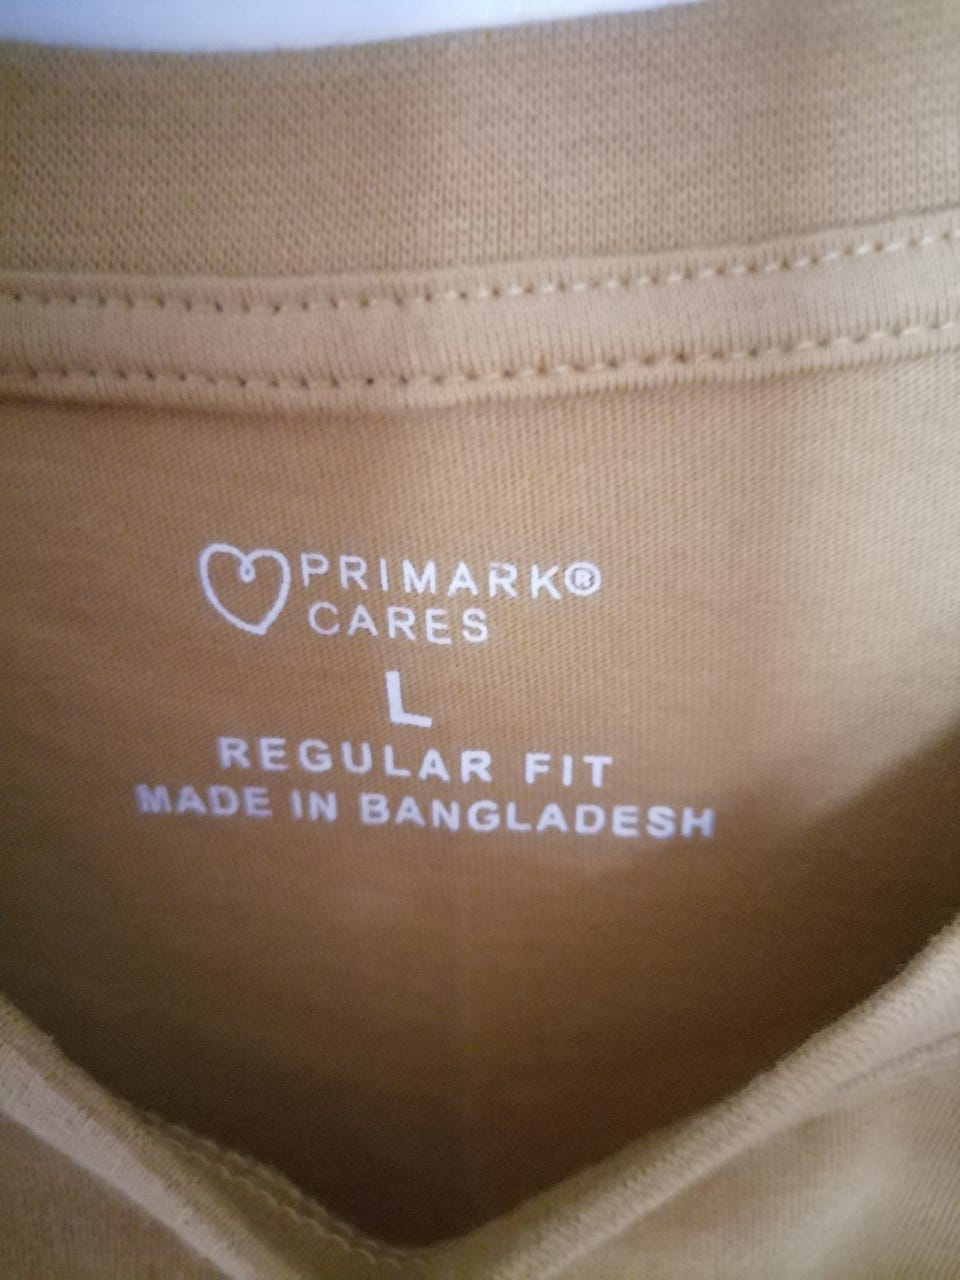 PRIMARK®
CARES
L
REGULAR FIT
MADE IN BANGLADESH